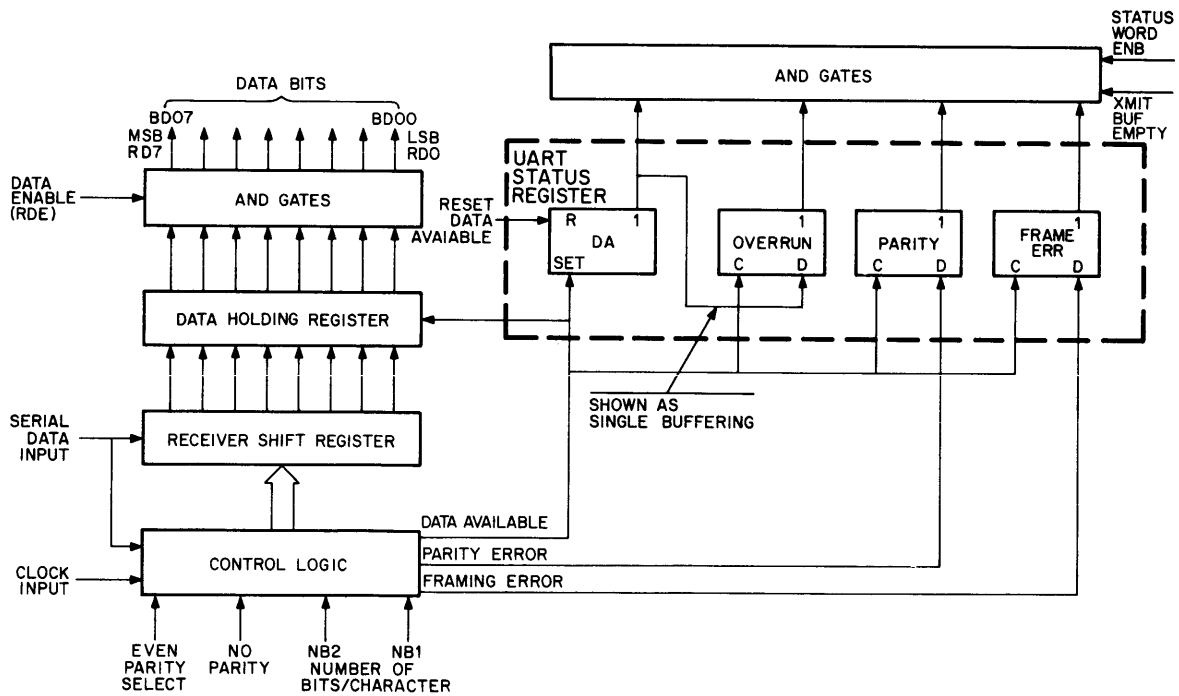 STATUS
WORD
ENB
AND GATES
XMIT
BUF
EMPTY
DATA BITS
BD07
BD00
MSB
RD7
LSB
RD0
DATA
ENABLE
(RDE)
AND GATES
UART
STATUS
REGISTER
RESET
DATA
AVAIABLE
R 1
DA
SET
1
OVERRUN
C D
1
PARITY
C D
1
FRAME
ERR
C D
DATA HOLDING REGISTER
SHOWN AS
SINGLE BUFFERING
SERIAL
DATA
INPUT
RECEIVER SHIFT REGISTER
DATA AVAILABLE
CONTROL LOGIC
PARITY ERROR
CLOCK
INPUT
FRAMING ERROR
EVEN
PARITY
SELECT
NO
PARITY
NB2 NB1
NUMBER OF
BITS/CHARACTER